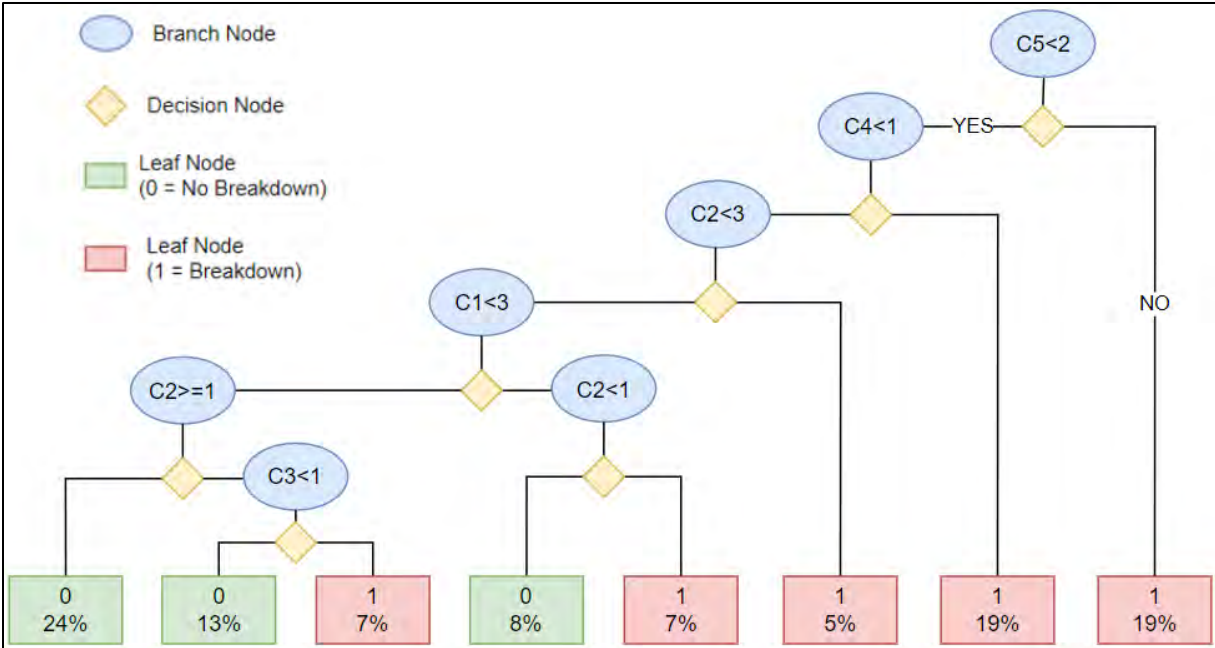 Branch Node
Decision Node
Leaf Node
(0 = No Breakdown)
Leaf Node
(1 = Breakdown)
C5<2
C4<1
YES
C2<3
C1<3
NO
C2>=1
C2<1
C3<1
0
24%
0
13%
1
7%
0
8%
1
7%
1
5%
1
19%
1
19%